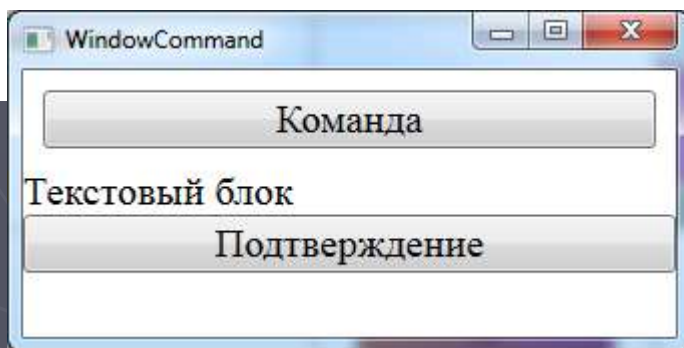 WindowCommand
Команда
Текстовый блок
Подтверждение